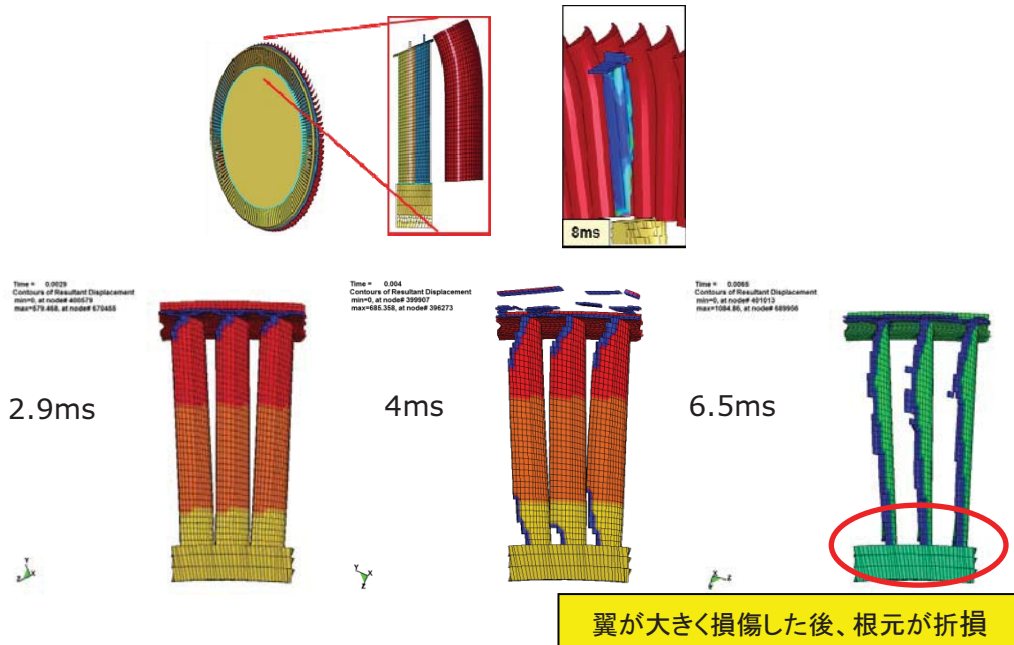 8ms
Time = 0.0029
Contours of Resultant Displacement
min=0, at node# 400579
max=579.468, at node# 670455
2.9ms
Time = 0.004
Contours of Resultant Displacement
min=0, at node# 399907
max=685.358, at node# 396273
4ms
Time = 0.0065
Contours of Resultant Displacement
min=0, at node# 401013
max=1084.86, at node# 689956
6.5ms
翼が大きく損傷した後、根元が折損